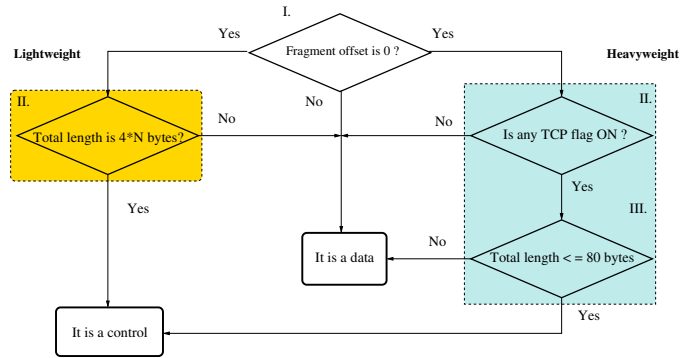 I.
Yes
Yes
Fragment offset is 0 ?
Lightweight
Heavyweight
II.
No
II.
Total length is 4*N bytes?
No
No
Is any TCP flag ON ?
Yes
Yes
III.
No
It is a data
Total length < = 80 bytes
Yes
It is a control